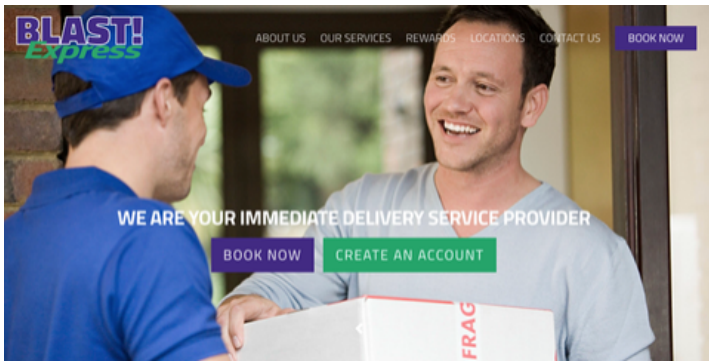 BLAST!
Express
ABOUT US OUR SERVICES REWARDS LOCATIONS CONTACT US BOOK NOW
WE ARE YOUR IMMEDIATE DELIVERY SERVICE PROVIDER
BOOK NOW CREATE AN ACCOUNT
FRAG